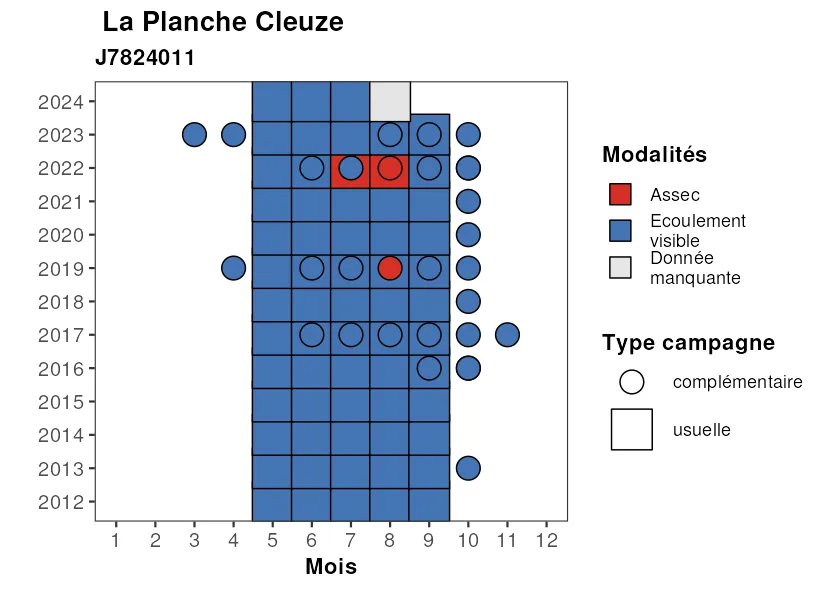 La Planche Cleuze
J7824011
2024
2023
2022
2021
2020
2019
2018
2017
2016
2015
2014
2013
2012
1 2 3 4 5 6 7 8 9 10 11 12
Mois
Modalités
Assec
Ecoulement
visible
Donnée
manquante
Type campagne
complémentaire
usuelle